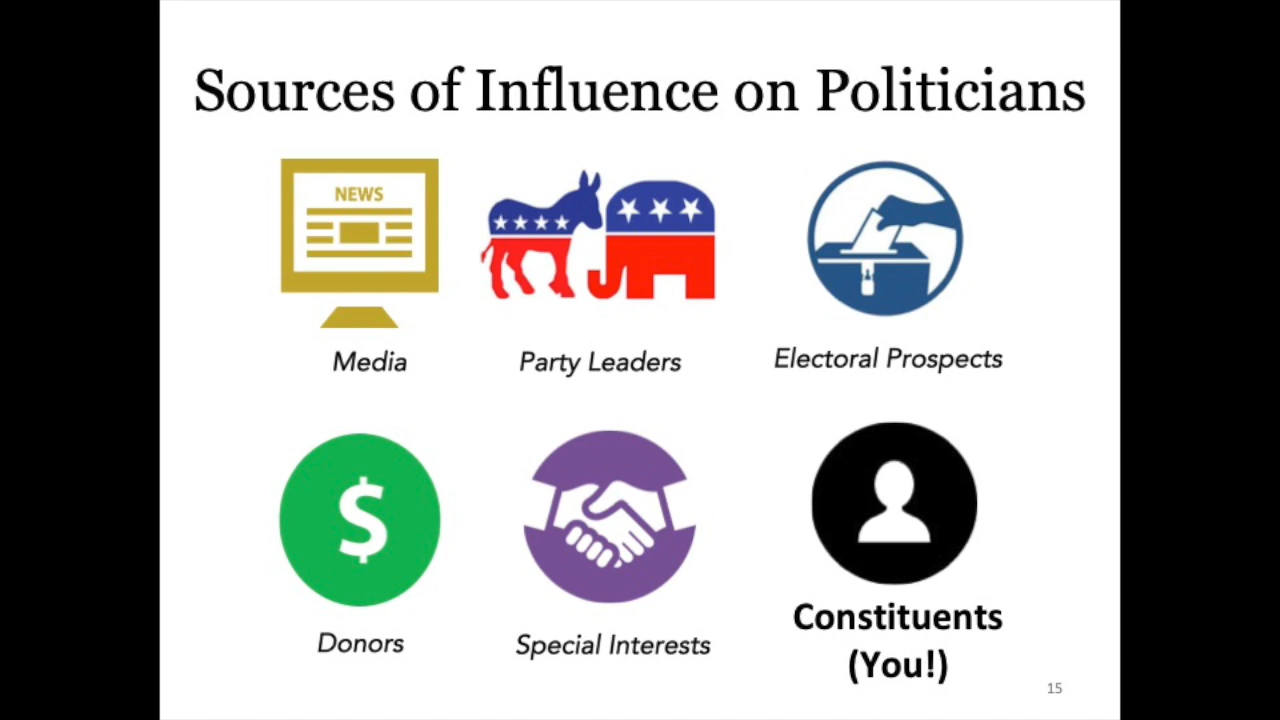 Sources of Influence on Politicians
NEWS
Media
Party Leaders
Electoral Prospects
$
Donors
Special Interests
Constituents
(You!)
15